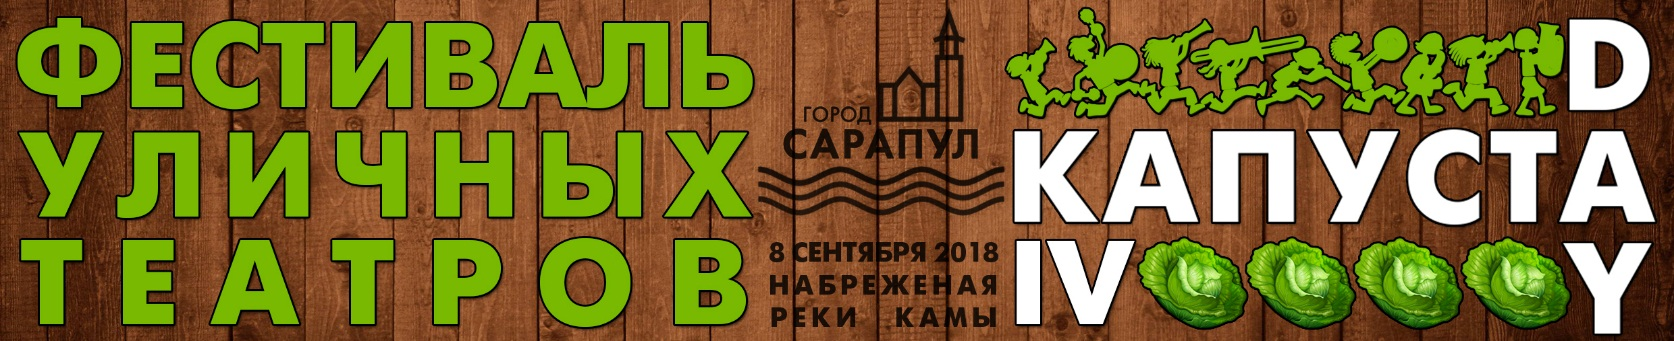 ФЕСТИВАЛЬ
УЛИЧНЫХ
ТЕАТРОВ
ГОРОД
САРАПУЛ
8 СЕНТЯБРЯ 2018
НАБРЕЖЕНАЯ
РЕКИ КАМЫ
D
КАПУСТА
IV Y